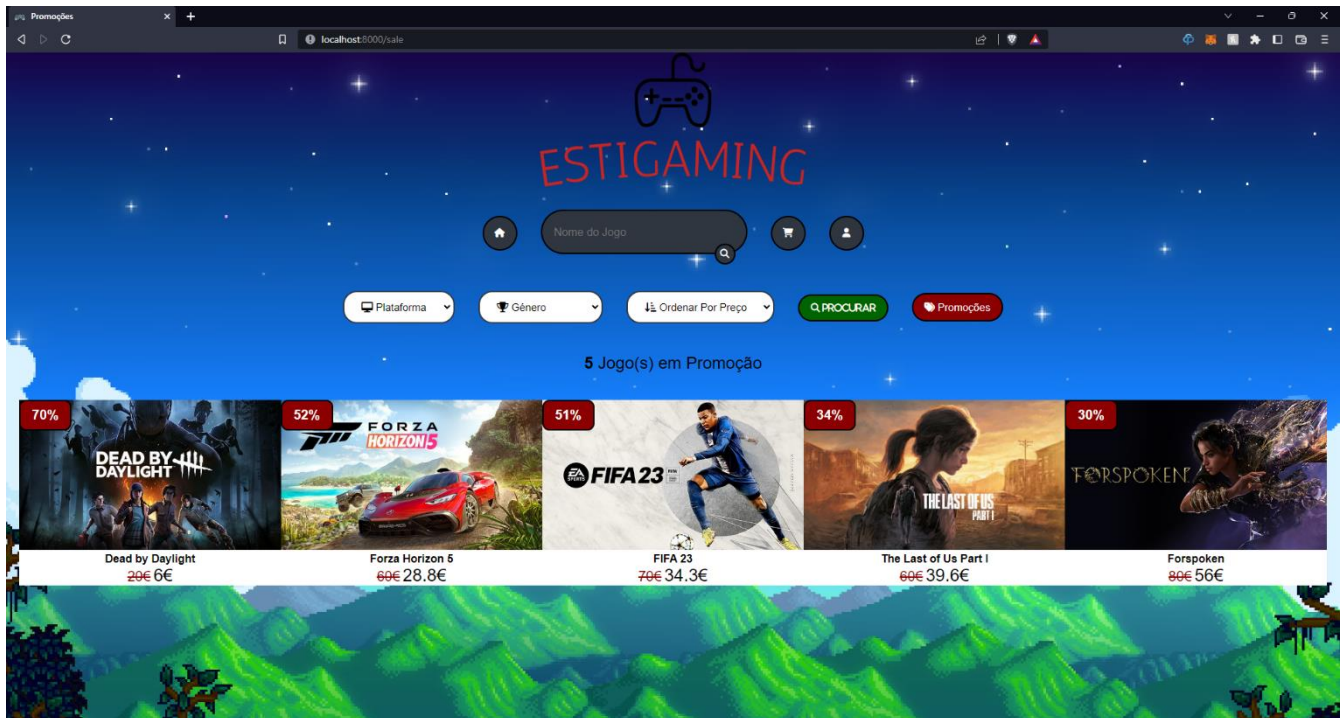 Promoções
localhost:8000/sale
ESTIGAMING
Nome do Jogo
Plataforma
Género
Ordenar Por Preço
PROCURAR
Promoções
5 Jogo(s) em Promoção
70%
DEAD BY
DAYLIGHT
Dead by Daylight
20€ 6€
52%
FORZA
HORIZON 5
Forza Horizon 5
60€ 28.8€
51%
EA
SPORTS
FIFA 23
FIFA 23
70€ 34.3€
34%
THE LAST OF US
PART I
The Last of Us Part I
60€ 39.6€
30%
FORSPOKEN
Forspoken
80€ 56€